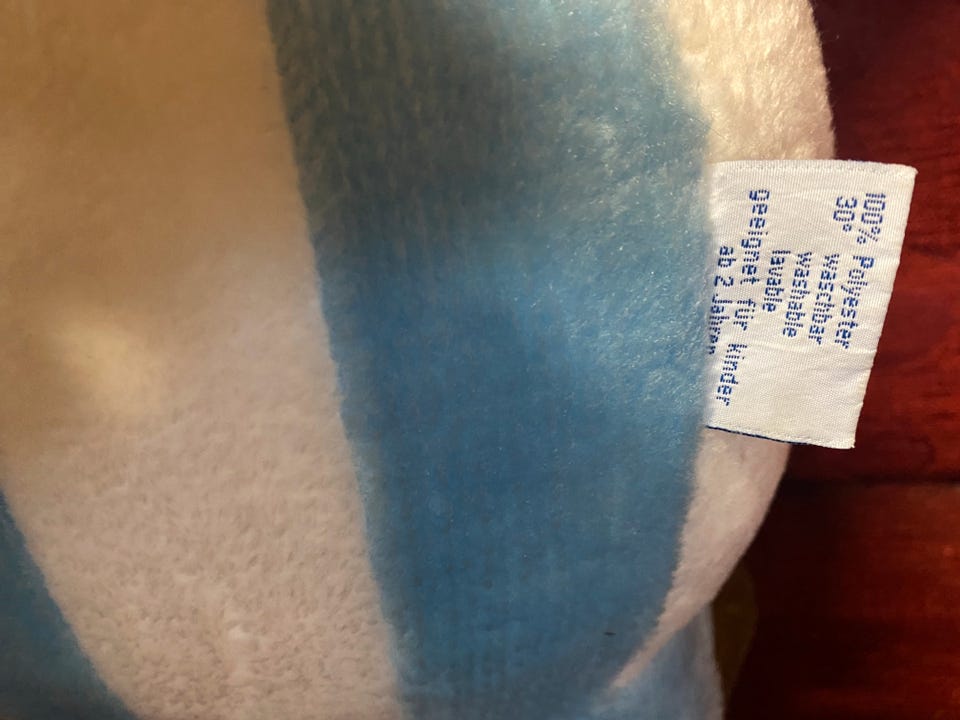 100% Polyester
30° waschbar
washable
lavable
geeignet für Kinder
ab 2 Jahren